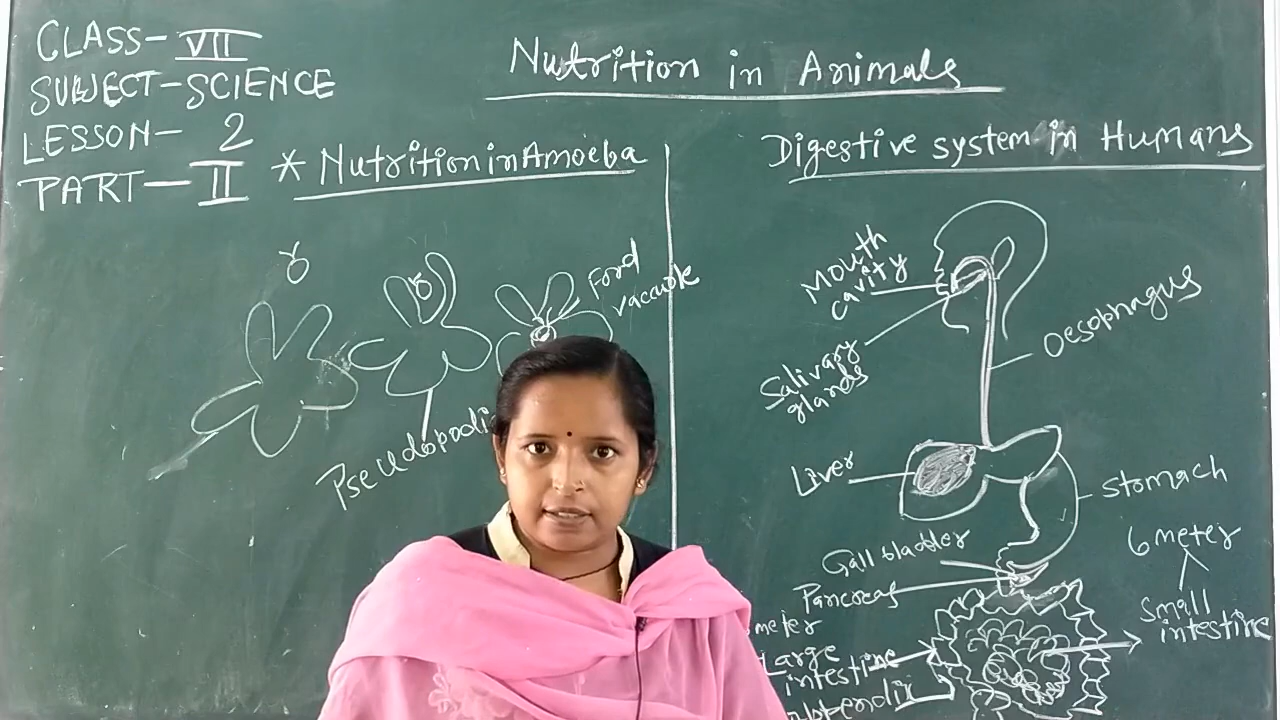 CLASS- VII
SUBJECT-SCIENCE
LESSON- 2
PART- II
Nutrition in Animals
* Nutrition in Amoeba
Food
vacuole
Pseudopodi
Digestive system in Humans
Mouth
cavity
Salivary
glands
Oesophagus
Liver
Stomach
Gall bladder
Pancreas
6 meter
Small
intestine
meter
Large
intestine